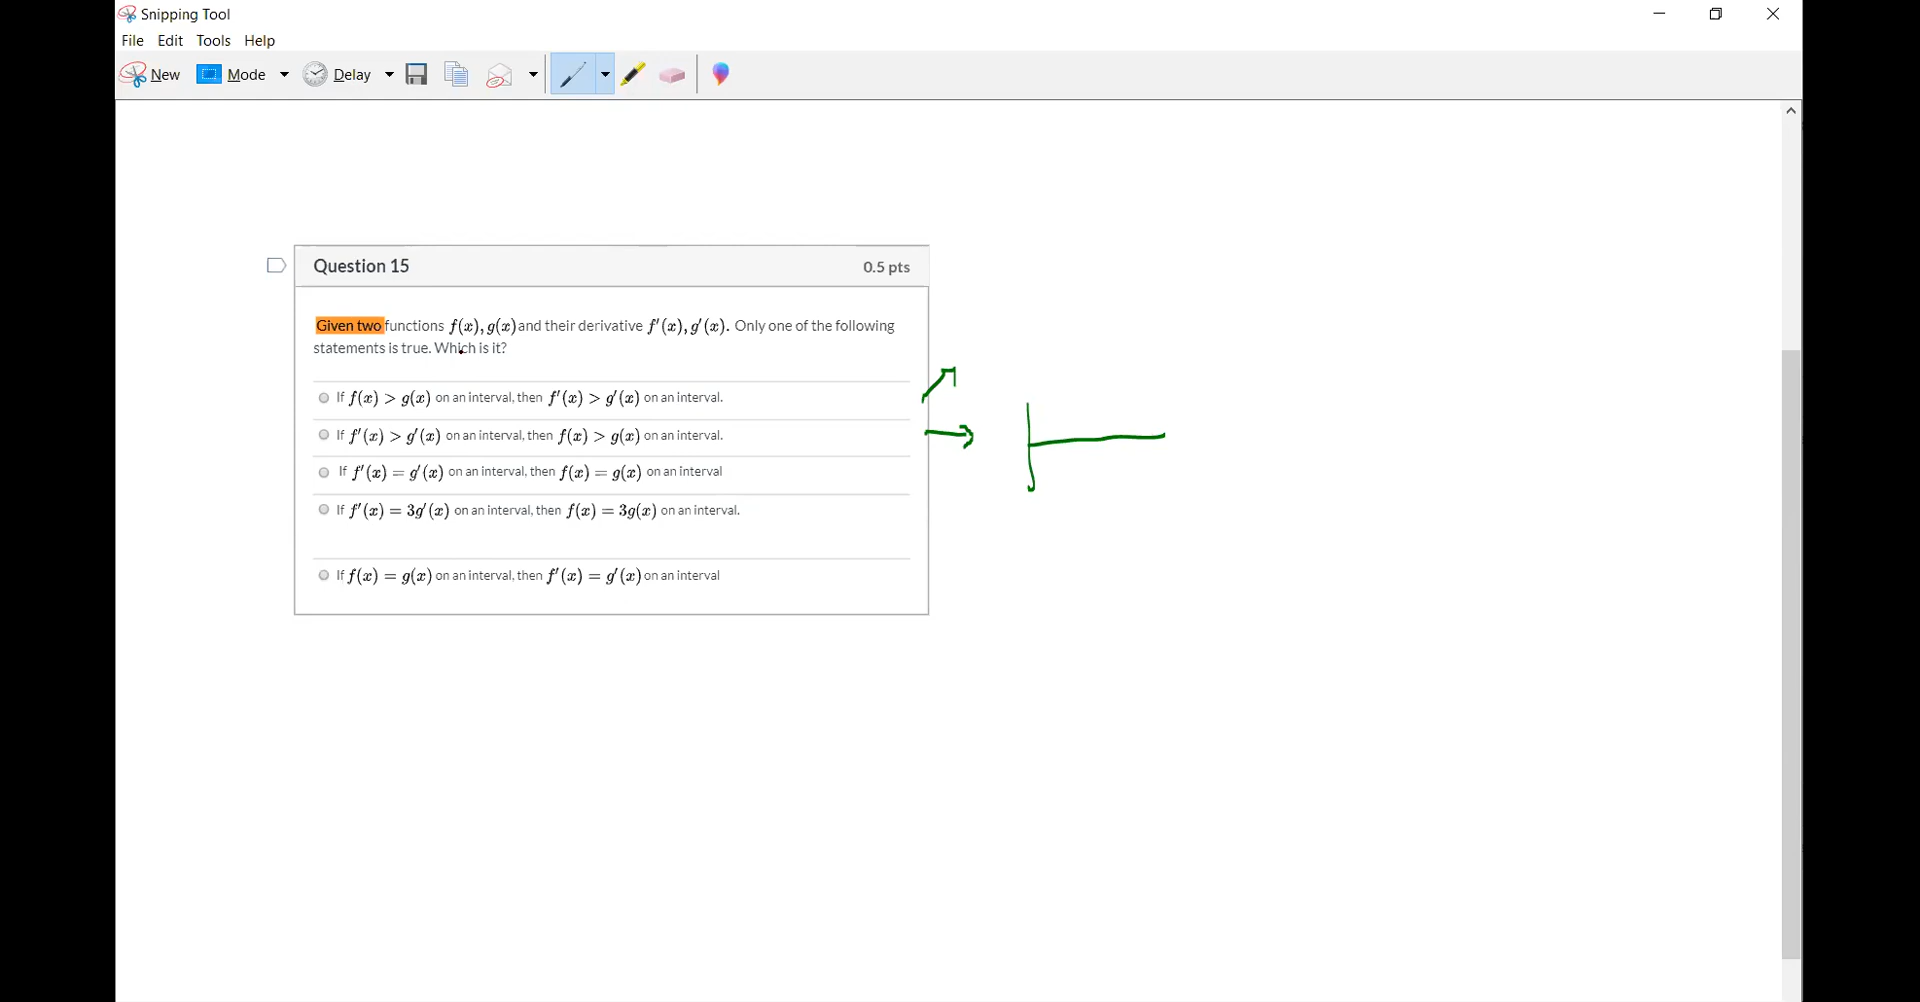 Snipping Tool
File Edit Tools Help
New Mode Delay
Question 15 0.5 pts
Given two functions f(x), g(x) and their derivative f′(x), g′(x). Only one of the following
statements is true. Which is it?
If f(x) > g(x) on an interval, then f′(x) > g′(x) on an interval.
If f′(x) > g′(x) on an interval, then f(x) > g(x) on an interval.
If f′(x) = g′(x) on an interval, then f(x) = g(x) on an interval
If f′(x) = 3g′(x) on an interval, then f(x) = 3g(x) on an interval.
If f(x) = g(x) on an interval, then f′(x) = g′(x) on an interval